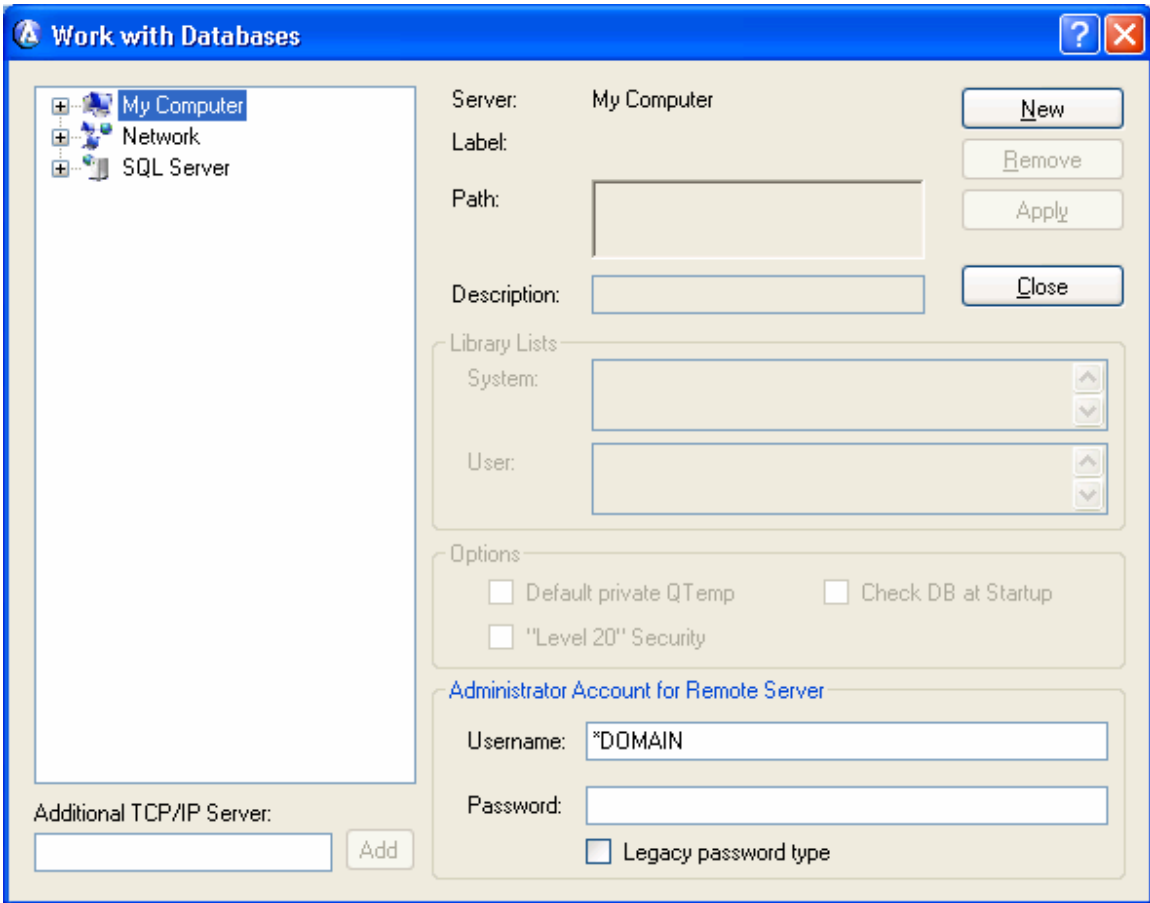 Work with Databases
My Computer
Network
SQL Server
Additional TCP/IP Server:
Add
Server: My Computer
Label:
Path:
Description:
New
Remove
Apply
Close
Library Lists
System:
User:
Options
Default private QTemp
Check DB at Startup
"Level 20" Security
Administrator Account for Remote Server
Username: *DOMAIN
Password:
Legacy password type